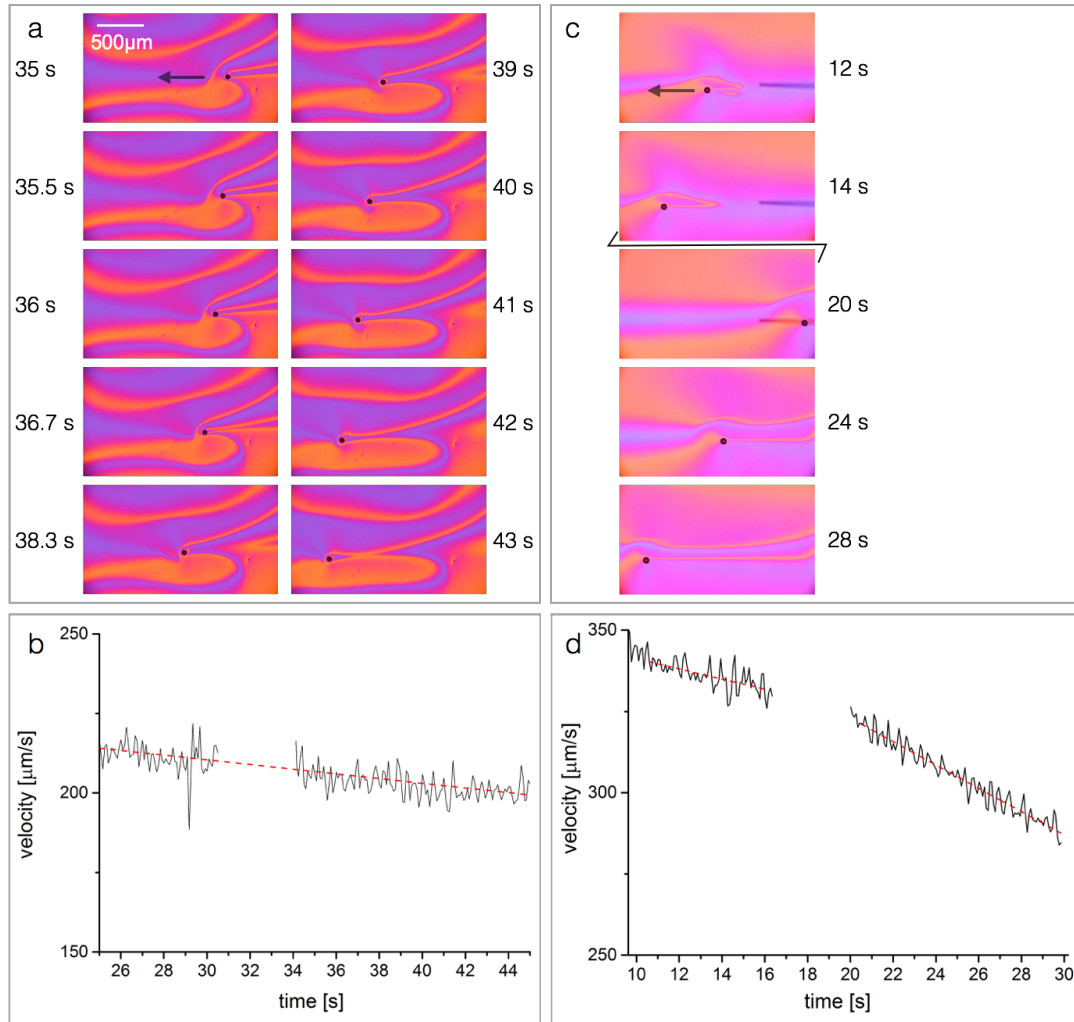 a
500µm
35 s
39 s
35.5 s
40 s
36 s
41 s
36.7 s
42 s
38.3 s
43 s
c
12 s
14 s
20 s
24 s
28 s
b
250
200
150
velocity [µm/s]
26 28 30 32 34 36 38 40 42 44
time [s]
d
350
300
250
velocity [µm/s]
10 12 14 16 18 20 22 24 26 28 30
time [s]